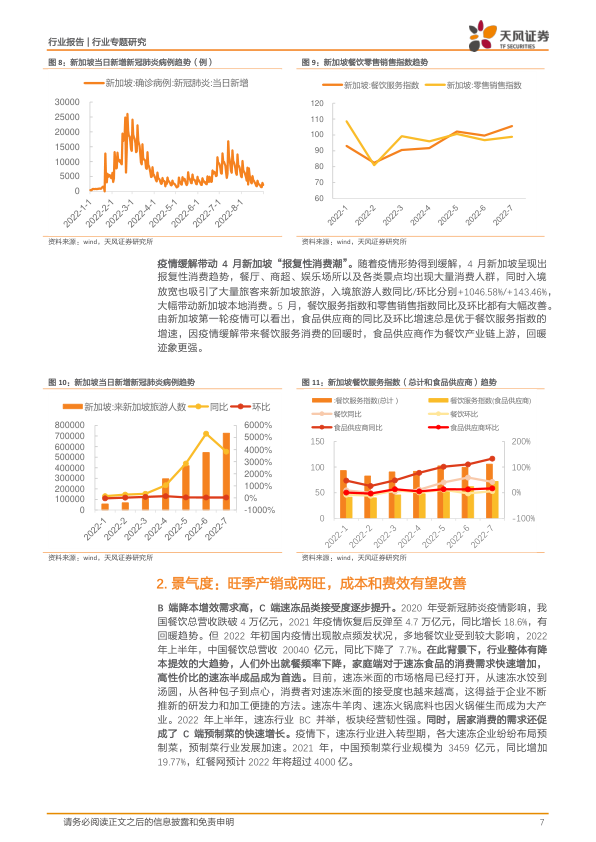 行业报告 | 行业专题研究
天风证券
TF SECURITIES
图 8：新加坡当日新增新冠肺炎病例趋势（例）
新加坡:确诊病例:新冠肺炎:当日新增
30000
25000
20000
15000
10000
5000
0
2022-1-1
2022-2-1
2022-3-1
2022-4-1
2022-5-1
2022-6-1
2022-7-1
2022-8-1
资料来源：wind，天风证券研究所
图 9：新加坡餐饮零售销售指数趋势
新加坡:餐饮服务指数
新加坡:零售销售指数
120
110
100
90
80
70
60
2022-1
2022-2
2022-3
2022-4
2022-5
2022-6
2022-7
资料来源：wind，天风证券研究所
疫情缓解带动 4 月新加坡“报复性消费潮”。随着疫情形势得到缓解，4 月新加坡呈现出
报复性消费趋势，餐厅、商超、娱乐场所以及各类景点均出现大量消费人群，同时入境
放宽也吸引了大量旅客来新加坡旅游，入境旅游人数同比/环比分别+1046.58%/+143.46%，
大幅带动新加坡本地消费。5 月，餐饮服务指数和零售销售指数同比及环比都有大幅改善。
由新加坡第一轮疫情可以看出，食品供应商的同比及环比增速总是优于餐饮服务指数的
增速，因疫情缓解带来餐饮服务消费的回暖时，食品供应商作为餐饮产业链上游，回暖
迹象更强。
图 10：新加坡当日新增新冠肺炎病例趋势
新加坡:来新加坡旅游人数
同比
环比
800000
700000
600000
500000
400000
300000
200000
100000
0
6000%
5000%
4000%
3000%
2000%
1000%
0%
-1000%
2022-1
2022-2
2022-3
2022-4
2022-5
2022-6
2022-7
资料来源：wind，天风证券研究所
图 11：新加坡餐饮服务指数（总计和食品供应商）趋势
餐饮服务指数(总计 )
餐饮服务指数(食品供应商)
餐饮同比
餐饮环比
食品供应商同比
食品供应商环比
150
100
50
0
200%
100%
0%
-100%
2022-1
2022-2
2022-3
2022-4
2022-5
2022-6
2022-7
资料来源：wind，天风证券研究所
2. 景气度：旺季产销或两旺，成本和费效有望改善
B 端降本增效需求高，C 端速冻品类接受度逐步提升。2020 年受新冠肺炎疫情影响，我
国餐饮总营收跌破 4 万亿元，2021 年疫情恢复后反弹至 4.7 万亿元，同比增长 18.6%，有
回暖趋势。但 2022 年初国内疫情出现散点频发状况，多地餐饮业受到较大影响，2022
年上半年，中国餐饮总营收 20040 亿元，同比下降了 7.7%。在此背景下，行业整体有降
本提效的大趋势，人们外出就餐频率下降，家庭端对于速冻食品的消费需求快速增加，
高性价比的速冻半成品成为首选。目前，速冻米面的市场格局已经打开，从速冻水饺到
汤圆，从各种包子到点心，消费者对速冻米面的接受度也越来越高，这得益于企业不断
推新的研发力和加工便捷的方法。速冻牛羊肉、速冻火锅底料也因火锅催生而成为大产
业。2022 年上半年，速冻行业 BC 并举，板块经营韧性强。同时，居家消费的需求还促
成了 C 端预制菜的快速增长。疫情下，速冻行业进入转型期，各大速冻企业纷纷布局预
制菜，预制菜行业发展加速。2021 年，中国预制菜行业规模为 3459 亿元，同比增加
19.77%，红餐网预计 2022 年将超过 4000 亿。
请务必阅读正文之后的信息披露和免责申明
7